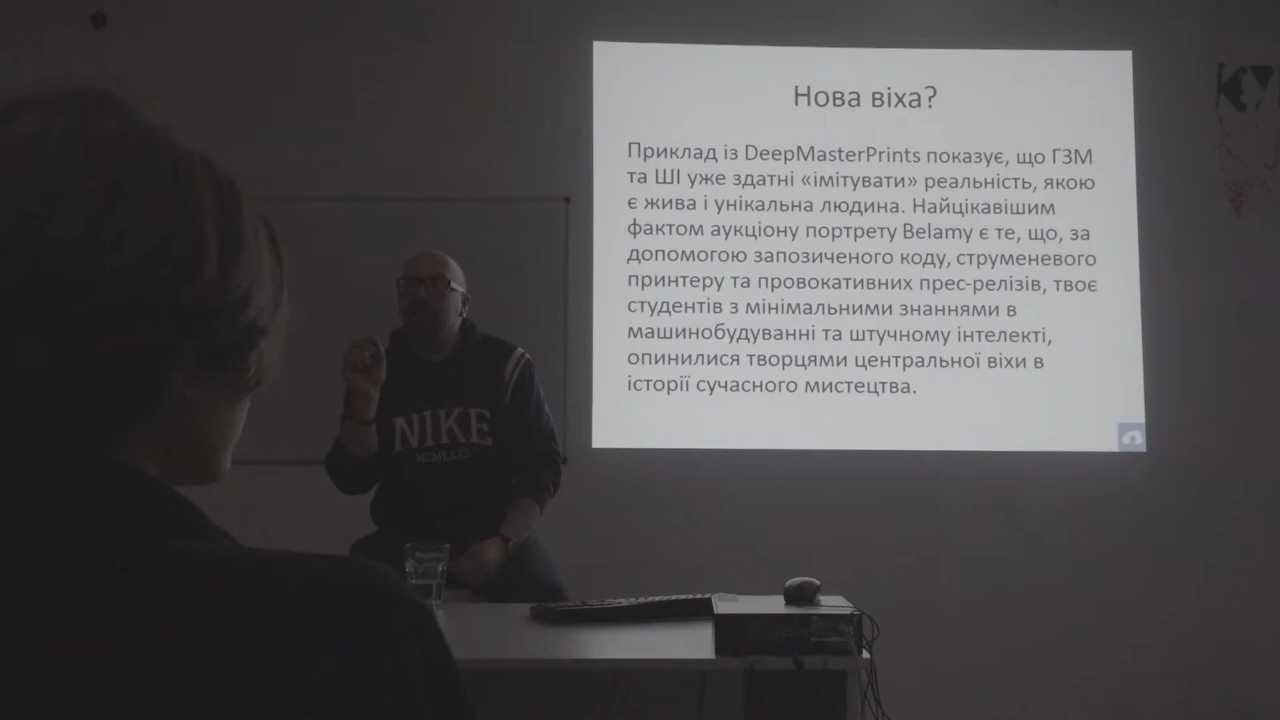 Нова віха?
Приклад із DeepMasterPrints показує, що ГЗМ
та ШІ уже здатні «імітувати» реальність, якою
є жива і унікальна людина. Найцікавішим
фактом аукціону портрету Belamy є те, що, за
допомогою запозиченого коду, струменевого
принтеру та провокативних прес-релізів, твоє
студентів з мінімальними знаннями в
машинобудуванні та штучному інтелекті,
опинилися творцями центральної віхи в
історії сучасного мистецтва.
NIKE